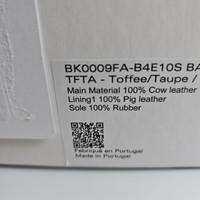 BK0009FA-B4E10S BA
TFTA - Toffee/Taupe /
Main Material 100% Cow leather
Lining1 100% Pig leather
Sole 100% Rubber
Fabriqué en Portugal
Made in Portugal